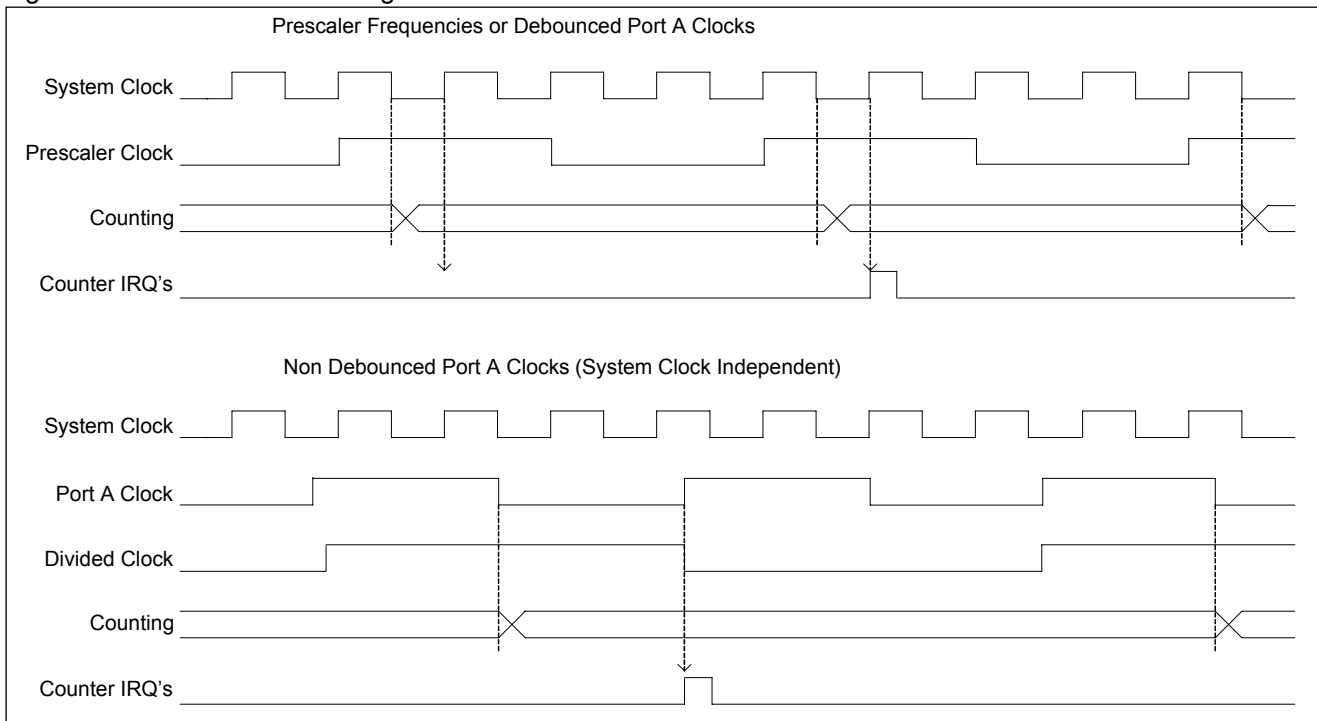 Prescaler Frequencies or Debounced Port A Clocks
System Clock
Prescaler Clock
Counting
Counter IRQ's
Non Debounced Port A Clocks (System Clock Independent)
System Clock
Port A Clock
Divided Clock
Counting
Counter IRQ's